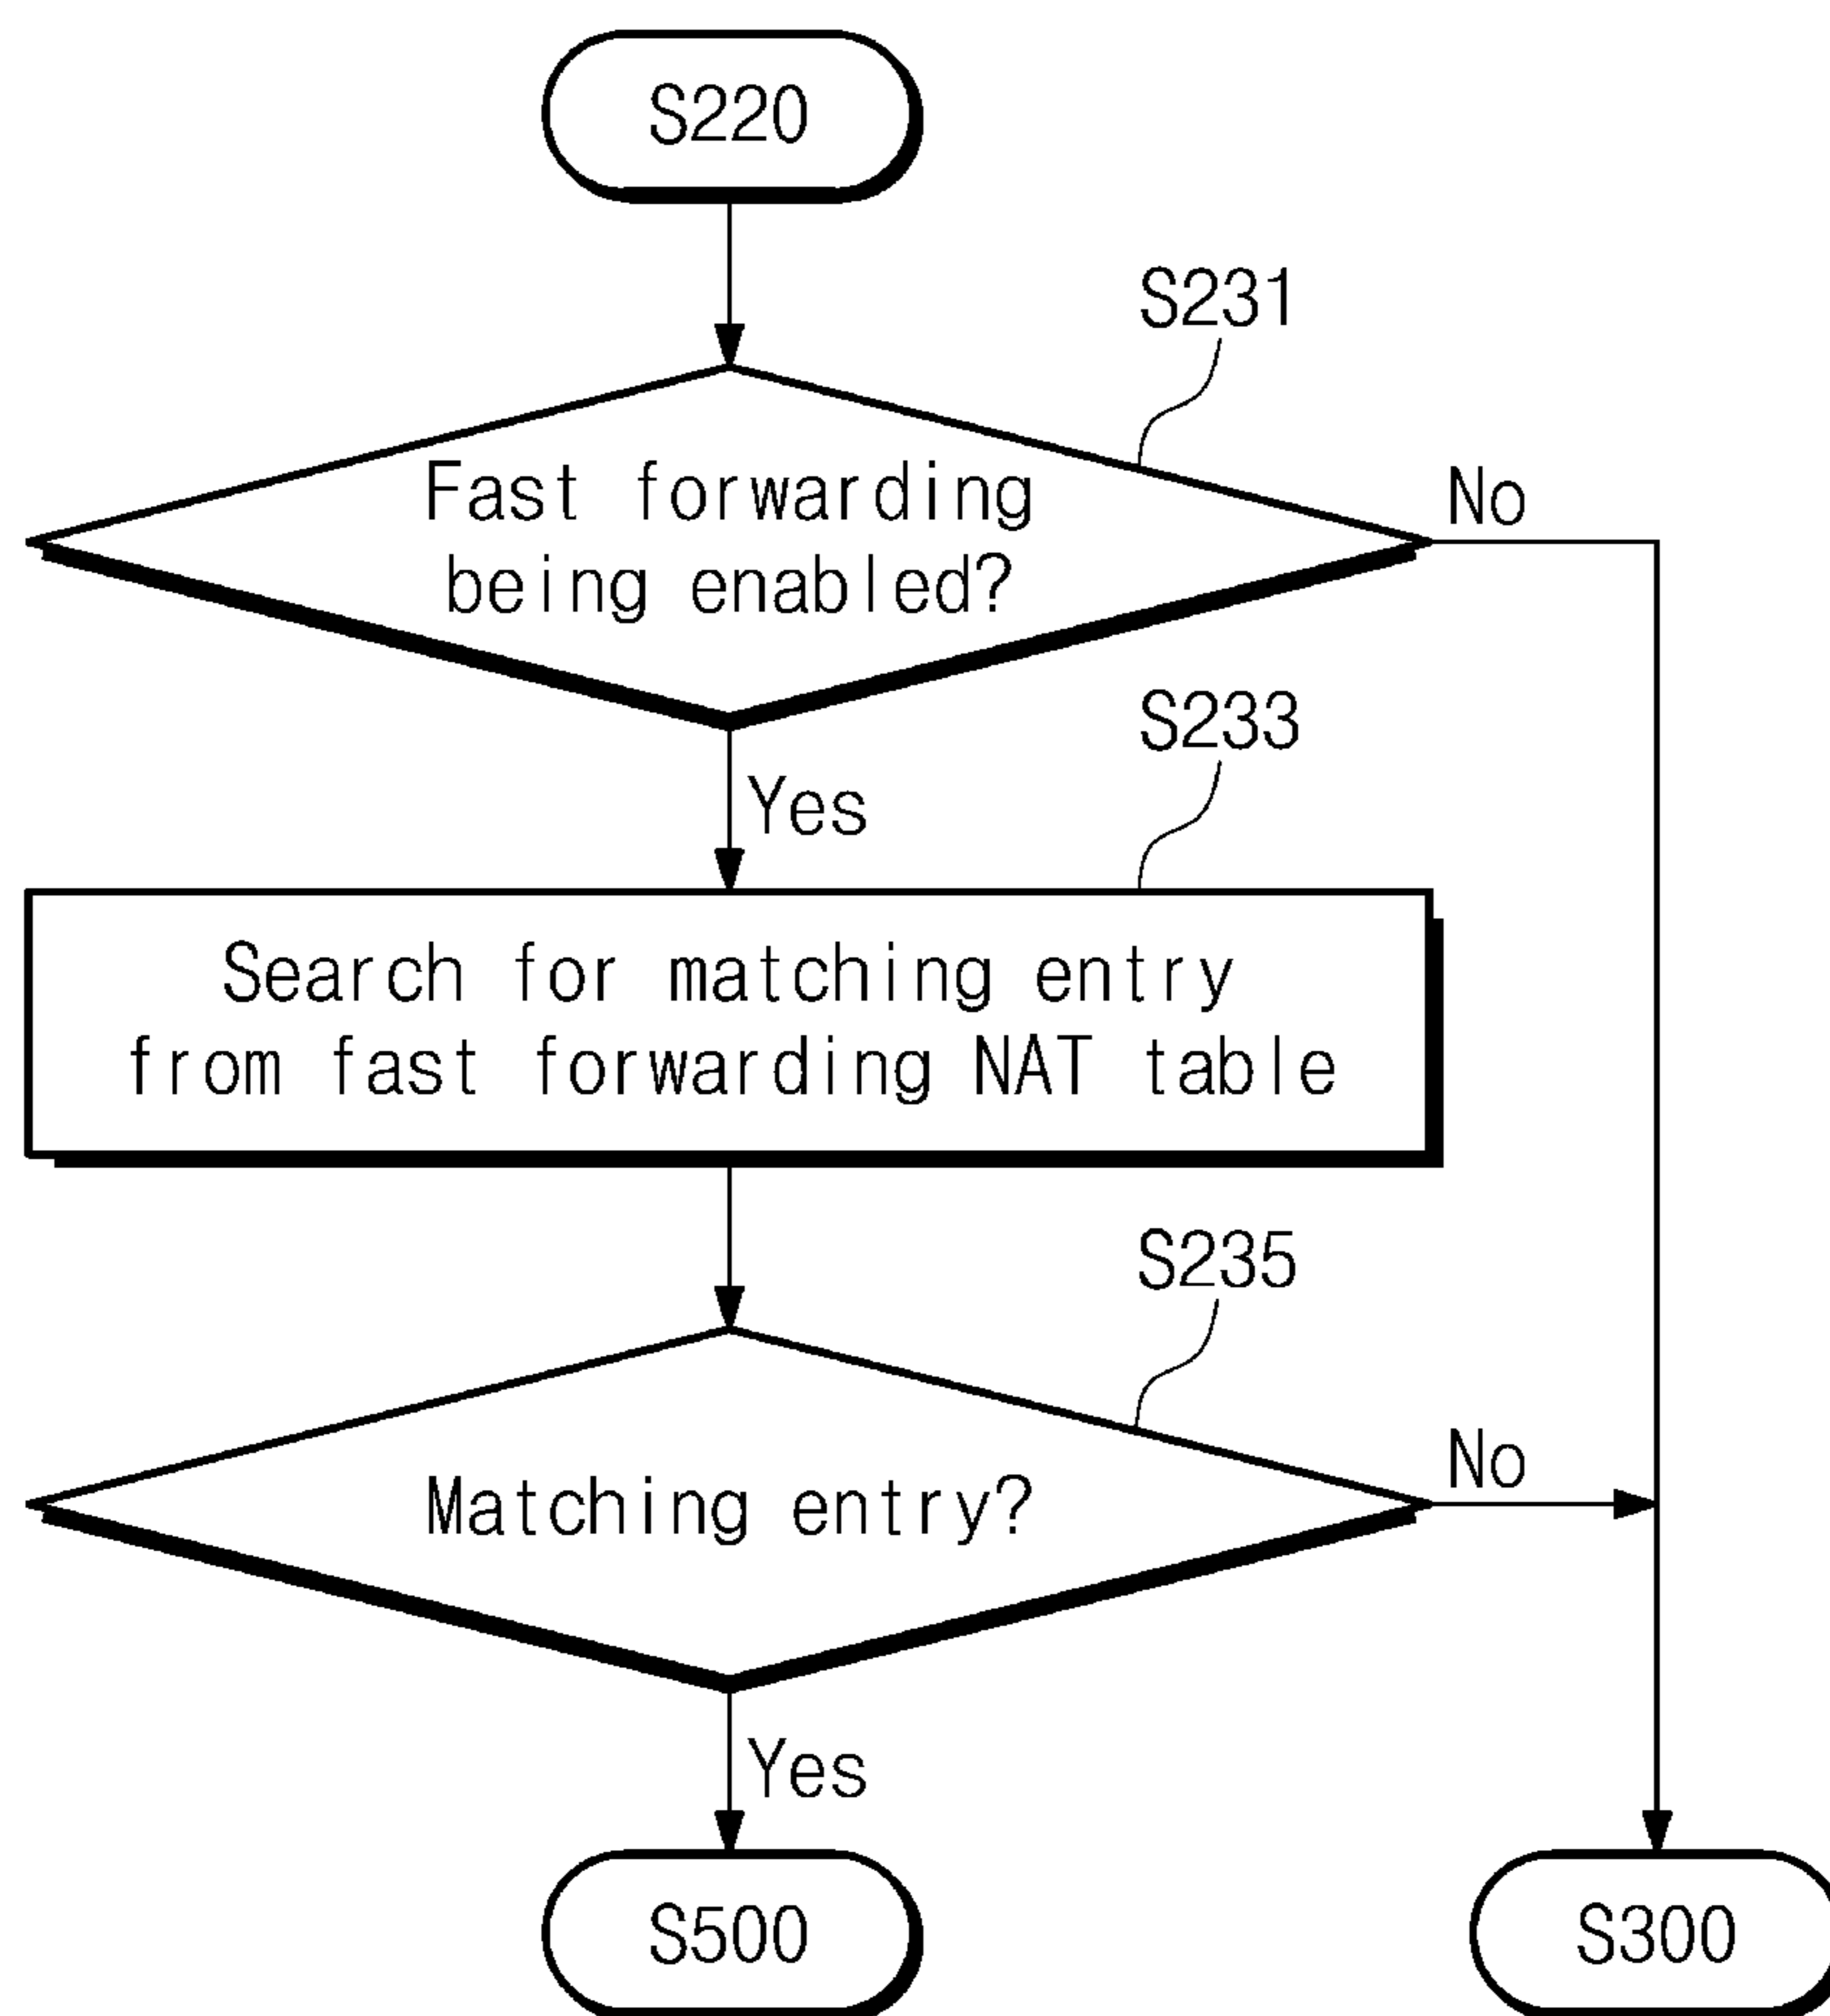 S220
S231
Fast forwarding
being enabled?
No
S233
Yes
Search for matching entry
from fast forwarding NAT table
S235
Matching entry?
No
Yes
S500
S300